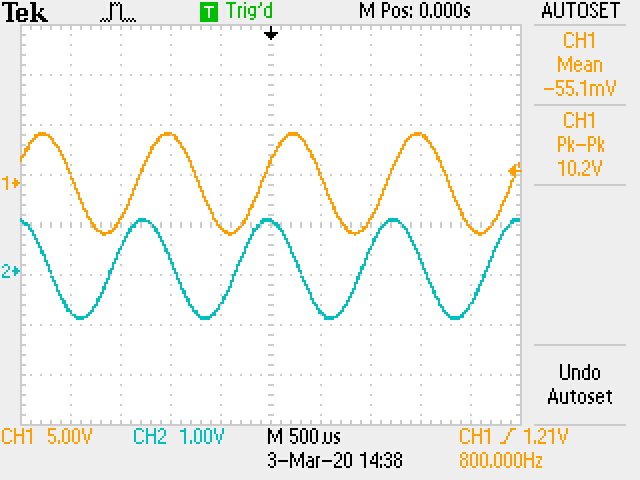 Tek T Trig'd M Pos: 0.000s AUTOSET
CH1
Mean
-55.1mV
CH1
Pk-Pk
10.2V
1
2
Undo
Autoset
CH1 5.00V CH2 1.00V M 500µs CH1 1.21V
3-Mar-20 14:38 800.000Hz